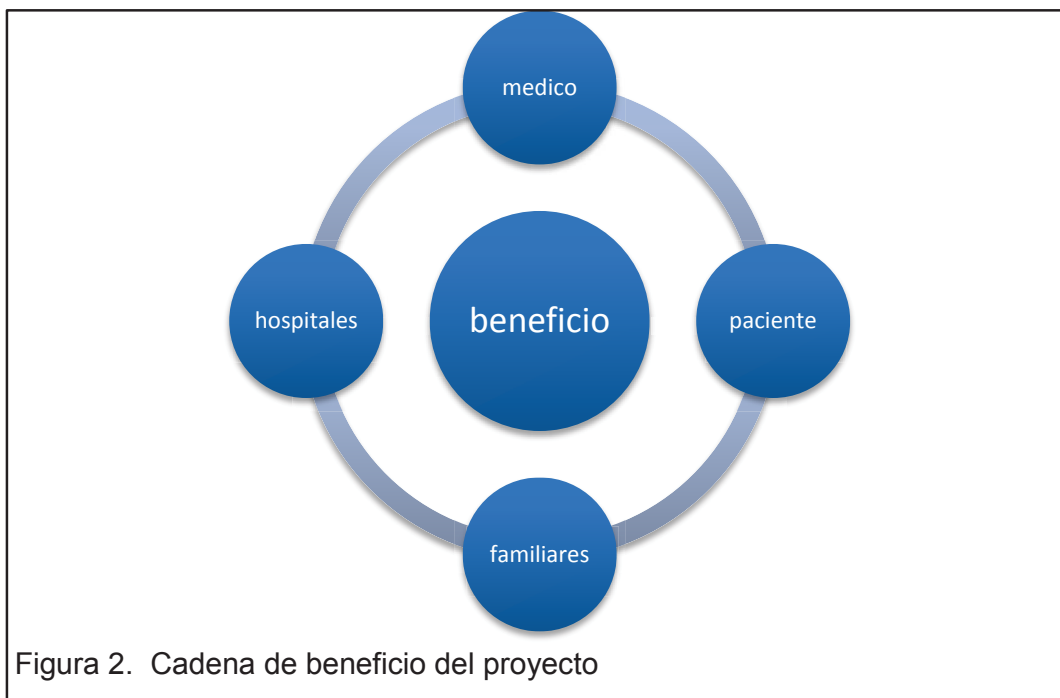 medico
hospitales
beneficio
paciente
familiares
Figura 2. Cadena de beneficio del proyecto